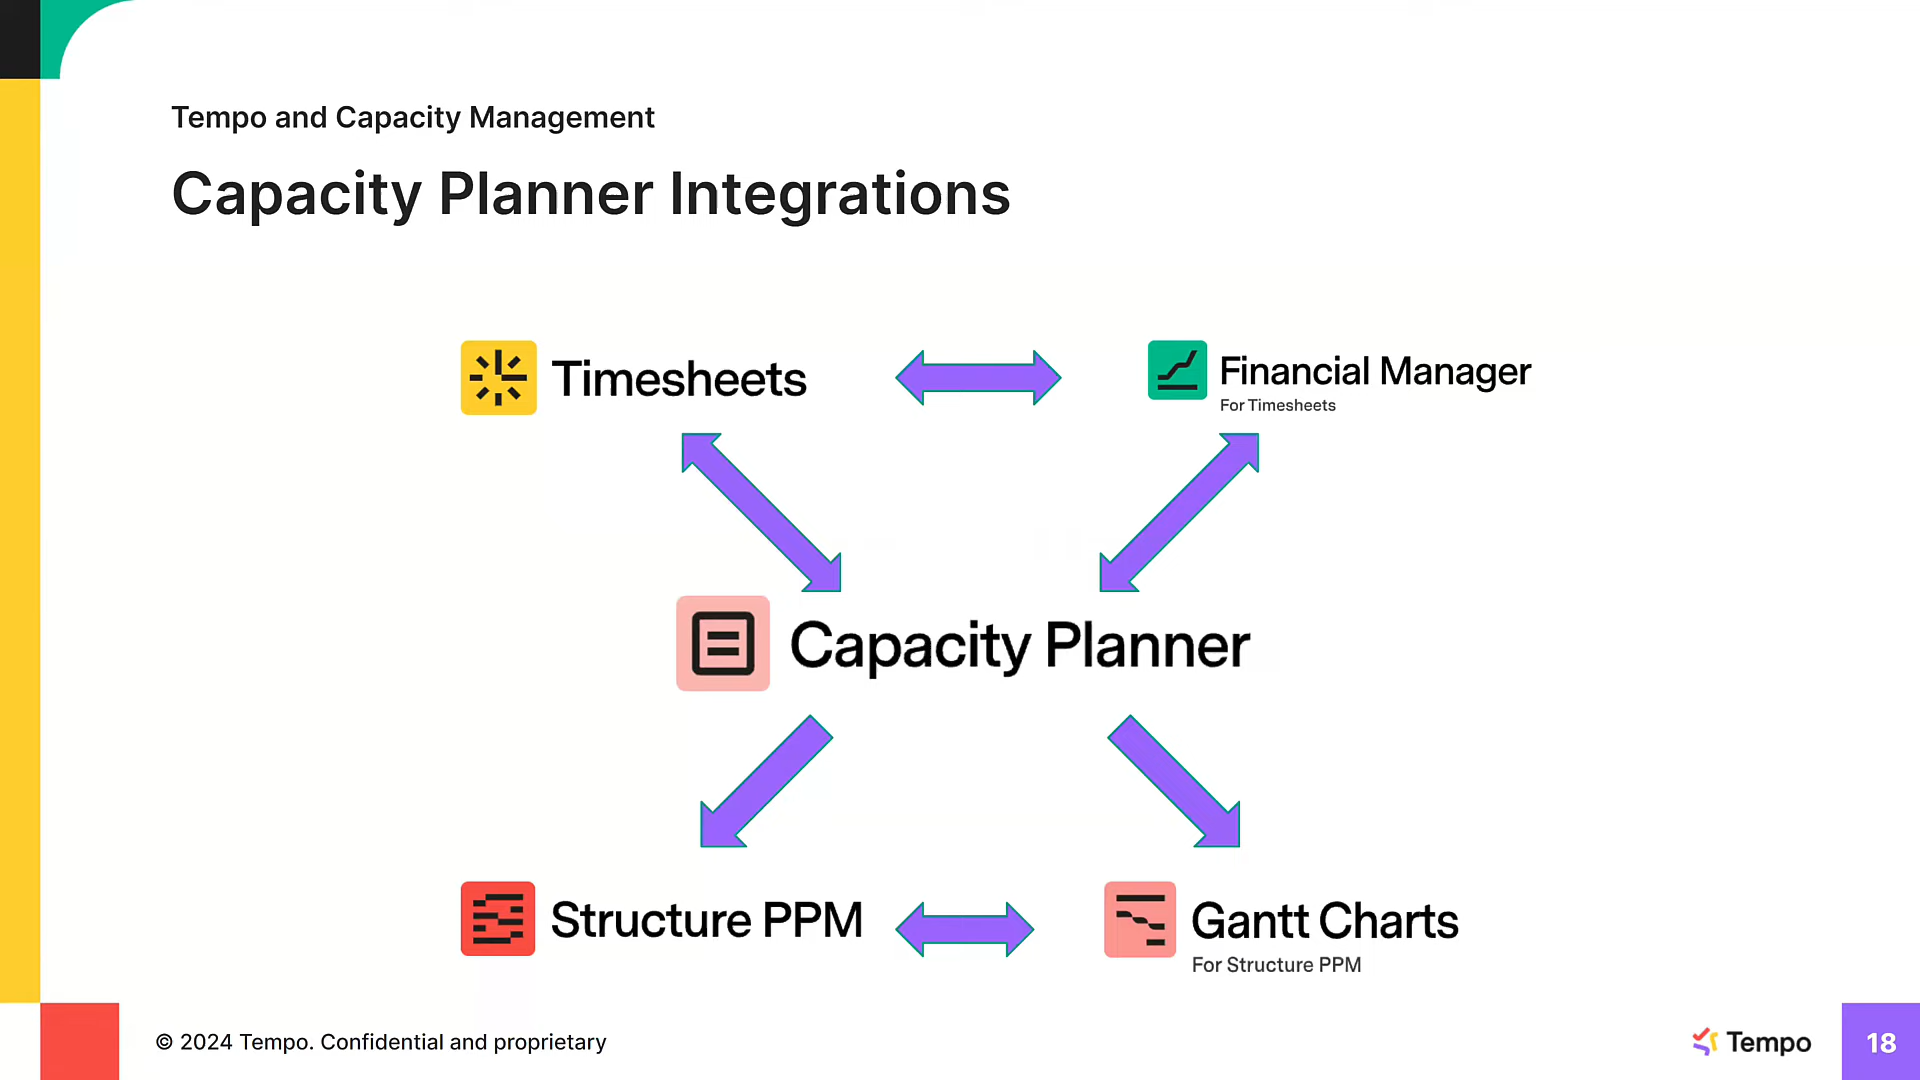 Tempo and Capacity Management
Capacity Planner Integrations
Timesheets
Financial Manager
For Timesheets
Capacity Planner
Structure PPM
Gantt Charts
For Structure PPM
© 2024 Tempo. Confidential and proprietary
Tempo
18